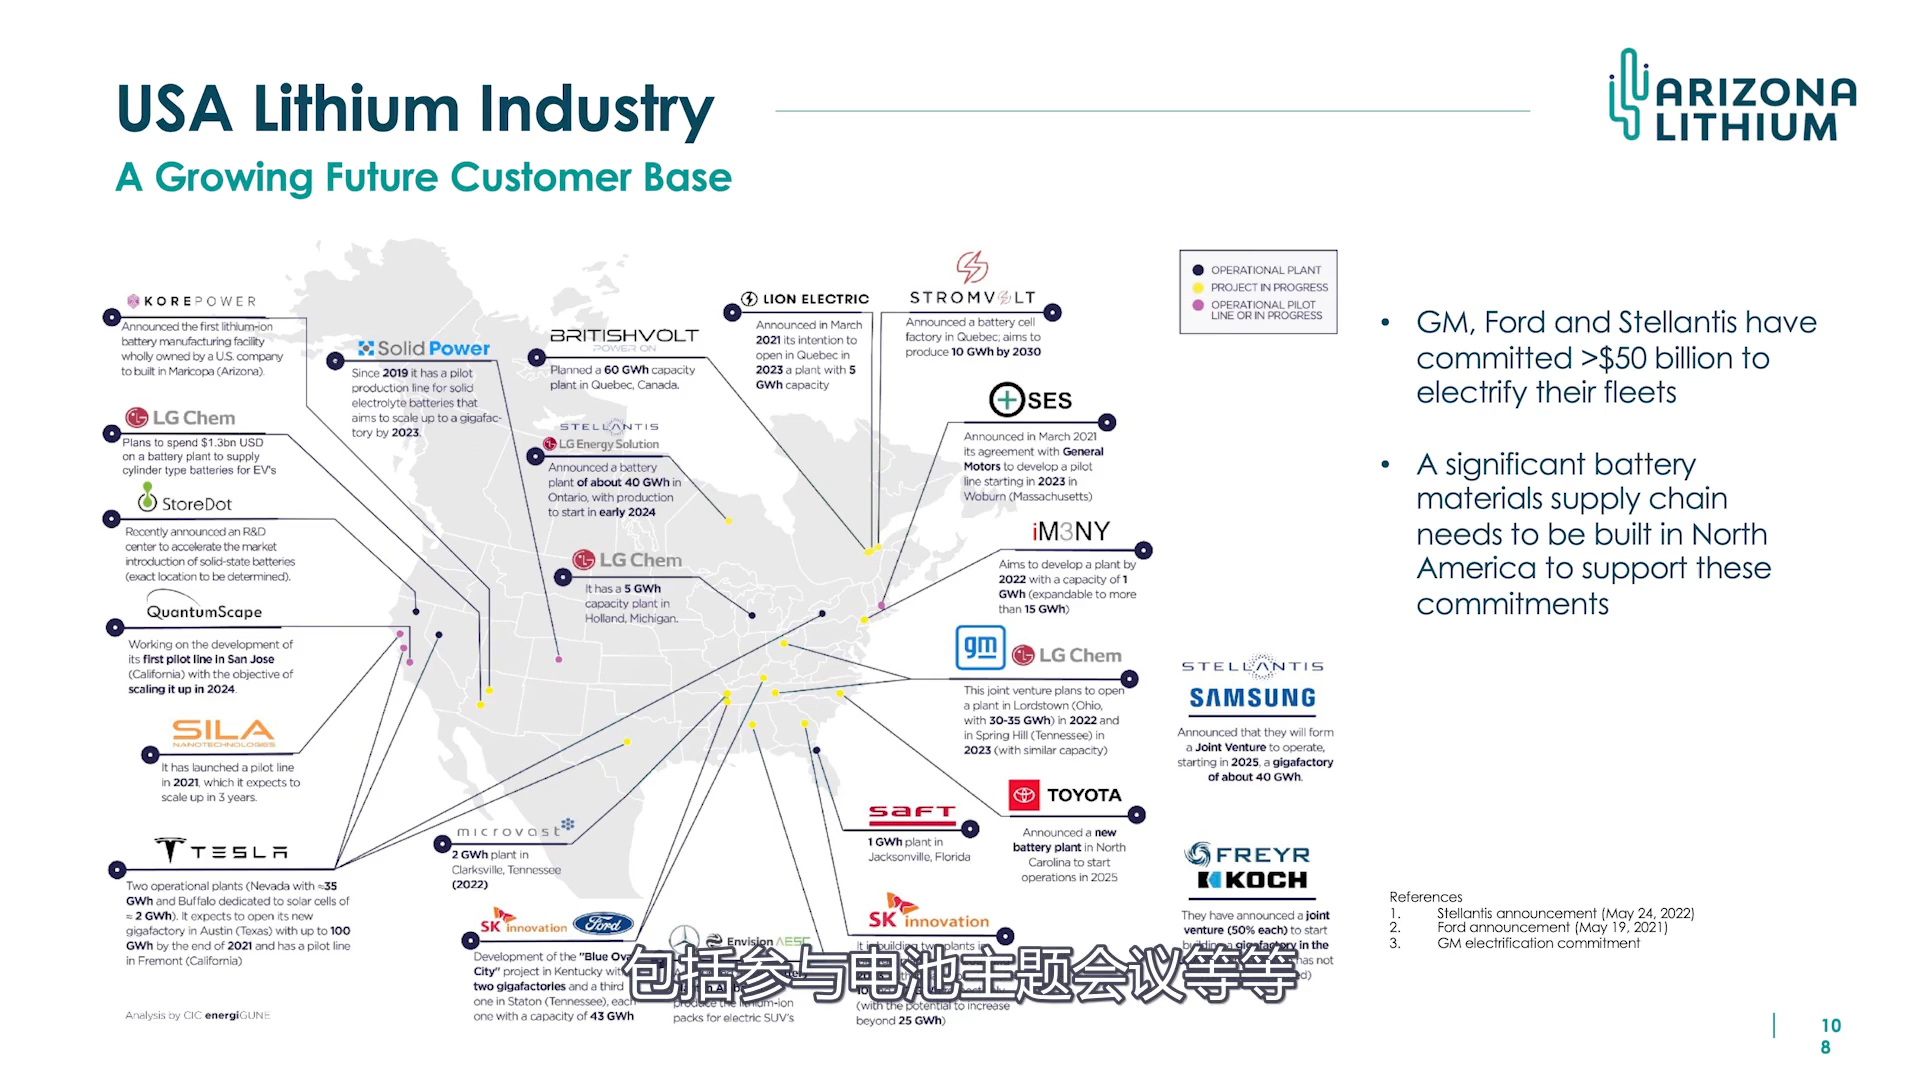 USA Lithium Industry
A Growing Future Customer Base
ARIZONA
LITHIUM
KOREPOWER
Announced the first lithium-ion
battery manufacturing facility
wholly owned by a U.S. company
to built in Maricopa (Arizona).
LG Chem
Plans to spend $1.3bn USD
on a battery plant to supply
cylinder type batteries for EV's
StoreDot
Recently announced an R&D
center to accelerate the market
introduction of solid-state batteries
(exact location to be determined).
QuantumScape
Working on the development of
its first pilot line in San Jose
(California) with the objective of
scaling it up in 2024.
SILA
NANOTECHNOLOGIES
It has launched a pilot line
in 2021, which it expects to
scale up in 3 years.
TESLA
Two operational plants (Nevada with ≈35
GWh and Buffalo dedicated to solar cells of
≈ 2 GWh). It expects to open its new
gigafactory in Austin (Texas) with up to 100
GWh by the end of 2021 and has a pilot line
in Fremont (California)
Analysis by CIC energiGUNE
Solid Power
Since 2019 it has a pilot
production line for solid
electrolyte batteries that
aims to scale up to a gigafac-
tory by 2023.
BRITISHVOLT
POWER ON
Planned a 60 GWh capacity
plant in Quebec, Canada.
STELLANTIS
LG Energy Solution
Announced a battery
plant of about 40 GWh in
Ontario, with production
to start in early 2024
LG Chem
It has a 5 GWh
capacity plant in
Holland, Michigan.
microvast
2 GWh plant in
Clarksville, Tennessee
(2022)
SK innovation Ford
Development of the "Blue Ova
City" project in Kentucky with
two gigafactories and a third
one in Staton (Tennessee), each
one with a capacity of 43 GWh
LION ELECTRIC
Announced in March
2021 its intention to
open in Quebec in
2023 a plant with 5
GWh capacity
STROMVOLT
Announced a battery cell
factory in Quebec; aims to
produce 10 GWh by 2030
SES
Announced in March 2021
its agreement with General
Motors to develop a pilot
line starting in 2023 in
Woburn (Massachusetts)
iM3NY
Aims to develop a plant by
2022 with a capacity of 1
GWh (expandable to more
than 15 GWh)
gm LG Chem
This joint venture plans to open
a plant in Lordstown (Ohio,
with 30-35 GWh) in 2022 and
in Spring Hill (Tennessee) in
2023 (with similar capacity)
TOYOTA
Announced a new
battery plant in North
Carolina to start
operations in 2025
SAFT
1 GWh plant in
Jacksonville, Florida
Envision AESC
produce the lithium-ion
packs for electric SUV's
SK innovation
It is building two plants in
(with the potential to increase
beyond 25 GWh)
OPERATIONAL PLANT
PROJECT IN PROGRESS
OPERATIONAL PILOT
LINE OR IN PROGRESS
STELLANTIS
SAMSUNG
Announced that they will form
a Joint Venture to operate,
starting in 2025, a gigafactory
of about 40 GWh.
FREYR
KOCH
They have announced a joint
venture (50% each) to start
building a gigafactory in the
has not
• GM, Ford and Stellantis have
committed >$50 billion to
electrify their fleets
• A significant battery
materials supply chain
needs to be built in North
America to support these
commitments
References
1. Stellantis announcement (May 24, 2022)
2. Ford announcement (May 19, 2021)
3. GM electrification commitment
包括参与电池主题会议等等
10
8